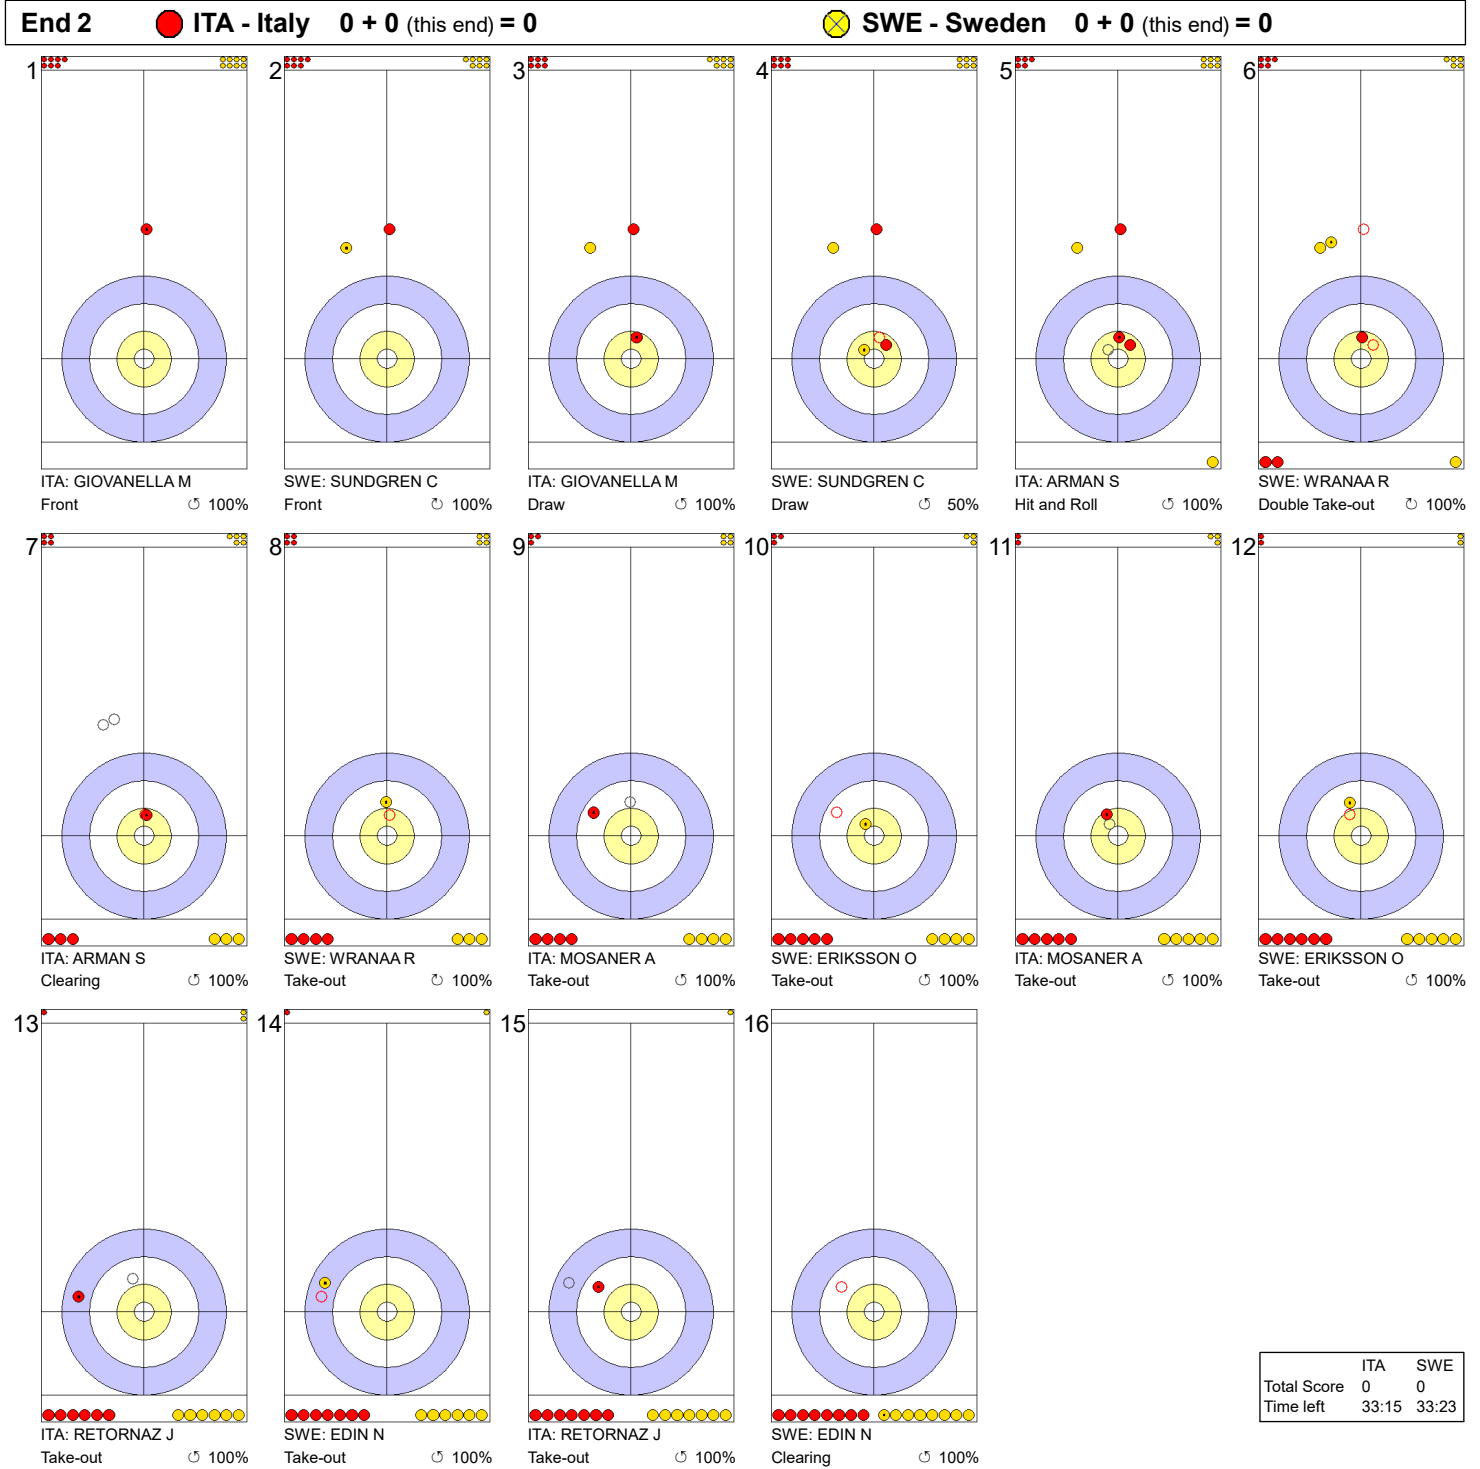 End 2 ITA - Italy 0 + 0 (this end) = 0 SWE - Sweden 0 + 0 (this end) = 0
1 2 3 4 5 6
ITA: GIOVANELLA M SWE: SUNDGREN C ITA: GIOVANELLA M SWE: SUNDGREN C ITA: ARMAN S SWE: WRANAA R
Front ↺ 100% Front ↻ 100% Draw ↺ 100% Draw ↺ 50% Hit and Roll ↺ 100% Double Take-out ↻ 100%
7 8 9 10 11 12
ITA: ARMAN S SWE: WRANAA R ITA: MOSANER A SWE: ERIKSSON O ITA: MOSANER A SWE: ERIKSSON O
Clearing ↺ 100% Take-out ↻ 100% Take-out ↺ 100% Take-out ↺ 100% Take-out ↺ 100% Take-out ↺ 100%
13 14 15 16
ITA: RETORNAZ J SWE: EDIN N ITA: RETORNAZ J SWE: EDIN N
Take-out ↺ 100% Take-out ↺ 100% Take-out ↺ 100% Clearing ↺ 100%
ITA SWE
Total Score 0 0
Time left 33:15 33:23